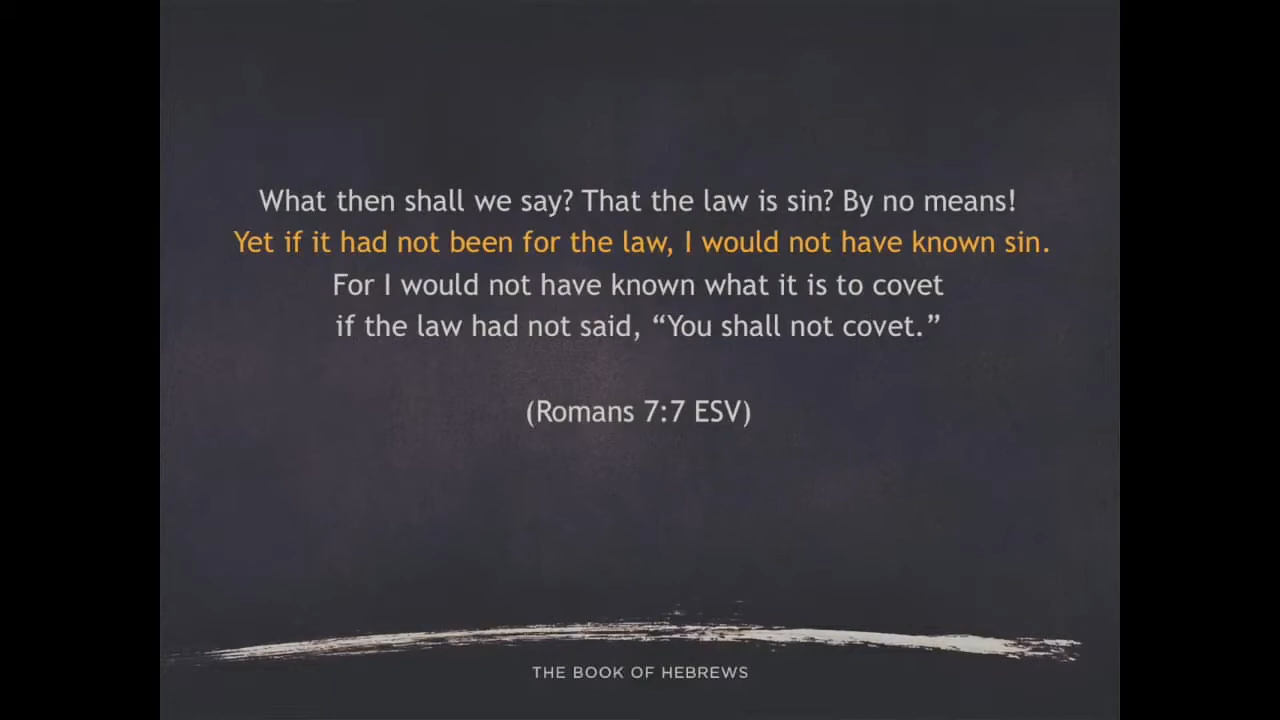 What then shall we say? That the law is sin? By no means!
Yet if it had not been for the law, I would not have known sin.
For I would not have known what it is to covet
if the law had not said, “You shall not covet.”
(Romans 7:7 ESV)
THE BOOK OF HEBREWS